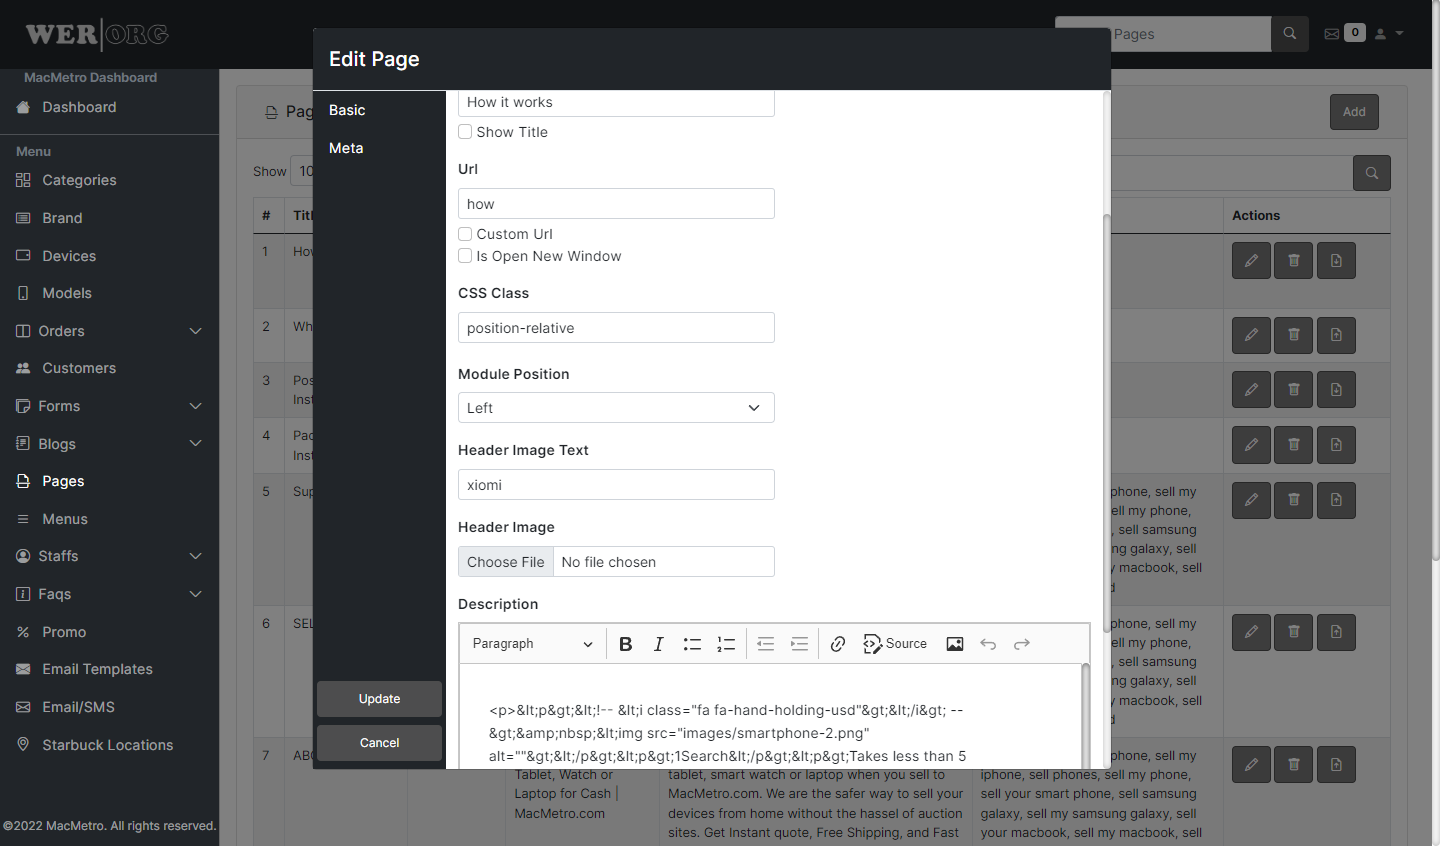 WER|ORG
Pages
0
MacMetro Dashboard
Dashboard
Menu
Categories
Brand
Devices
Models
Orders
Customers
Forms
Blogs
Pages
Menus
Staffs
Faqs
Promo
Email Templates
Email/SMS
Starbuck Locations
©2022 MacMetro. All rights reserved.
Edit Page
Basic
Meta
Update
Cancel
How it works
Show Title
Url
how
Custom Url
Is Open New Window
CSS Class
position-relative
Module Position
Left
Header Image Text
xiomi
Header Image
Choose File No file chosen
Description
Paragraph
B I
Source
<p>&lt;p&gt;&lt;!-- &lt;i class="fa fa-hand-holding-usd"&gt;&lt;/i&gt; --
&gt;&amp;nbsp;&lt;img src="images/smartphone-2.png"
alt=""&gt;&lt;/p&gt;&lt;p&gt;1Search&lt;/p&gt;&lt;p&gt;Takes less than 5
Add
Show 10
# Actions
1
2
3
Inst
4
Inst
5
phone, sell my
ell my phone,
, sell samsung
ng galaxy, sell
y macbook, sell
6
phone, sell my
ell my phone,
, sell samsung
ng galaxy, sell
y macbook, sell
7
Tablet, Watch or
Laptop for Cash |
MacMetro.com
tablet, smart watch or laptop when you sell to
MacMetro.com. We are the safer way to sell your
devices from home without the hassel of auction
sites. Get Instant quote, Free Shipping, and Fast
iphone, sell phones, sell my phone,
sell your smart phone, sell samsung
galaxy, sell my samsung galaxy, sell
your macbook, sell my macbook, sell